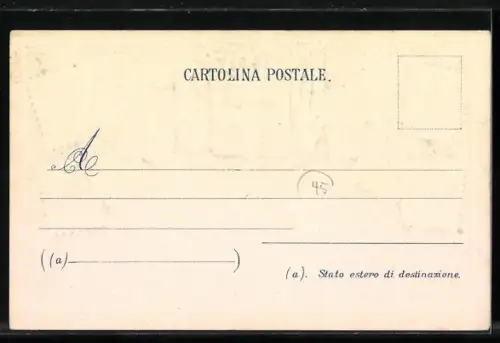 CARTOLINA POSTALE.
A
45
((a) )
(a). Stato estero di destinazione.